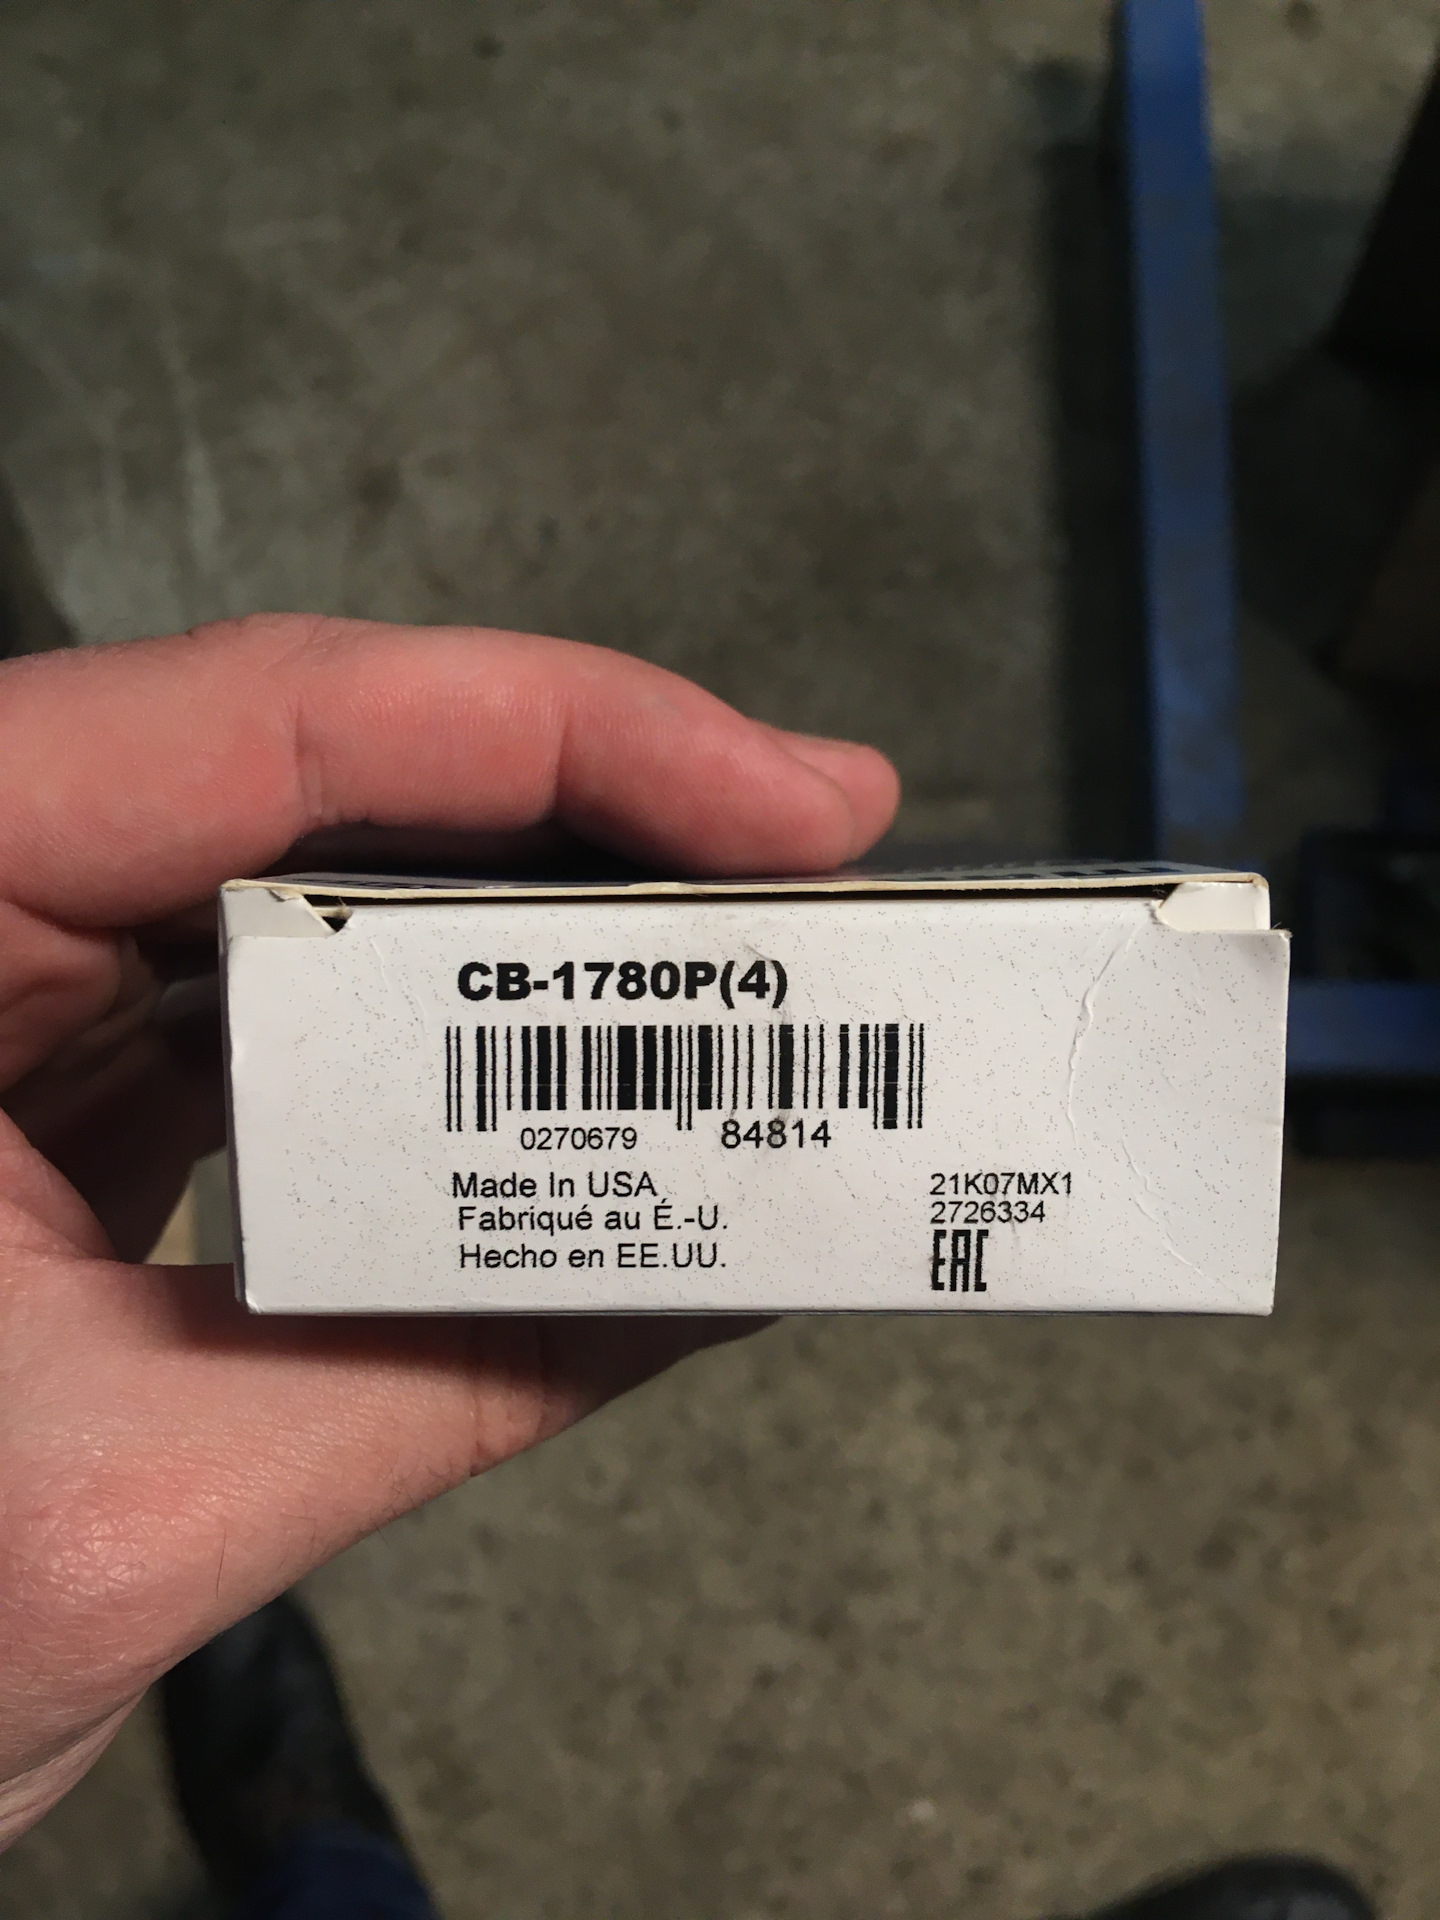 CB-1780P(4)
0270679 84814
Made In USA
Fabriqué au É.-U.
Hecho en EE.UU.
21K07MX1
2726334
EAC